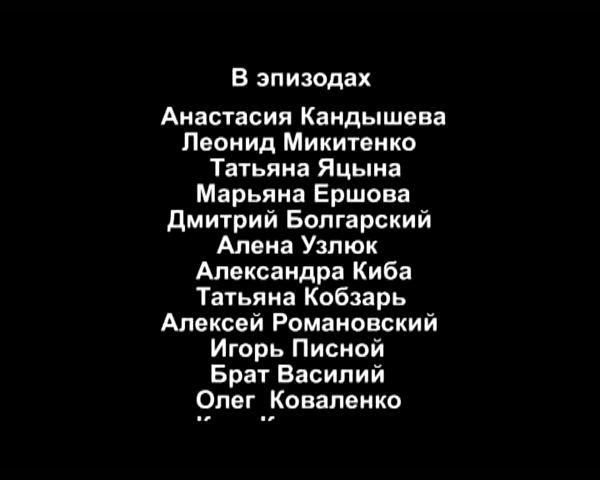 В эпизодах
Анастасия Кандышева
Леонид Микитенко
Татьяна Яцына
Марьяна Ершова
Дмитрий Болгарский
Алена Узлюк
Александра Киба
Татьяна Кобзарь
Алексей Романовский
Игорь Писной
Брат Василий
Олег Коваленко